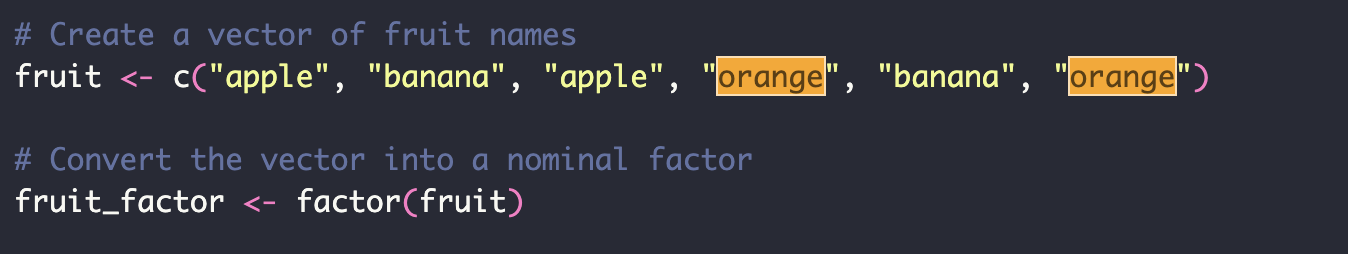 # Create a vector of fruit names
fruit <- c("apple", "banana", "apple", "orange", "banana", "orange")
# Convert the vector into a nominal factor
fruit_factor <- factor(fruit)